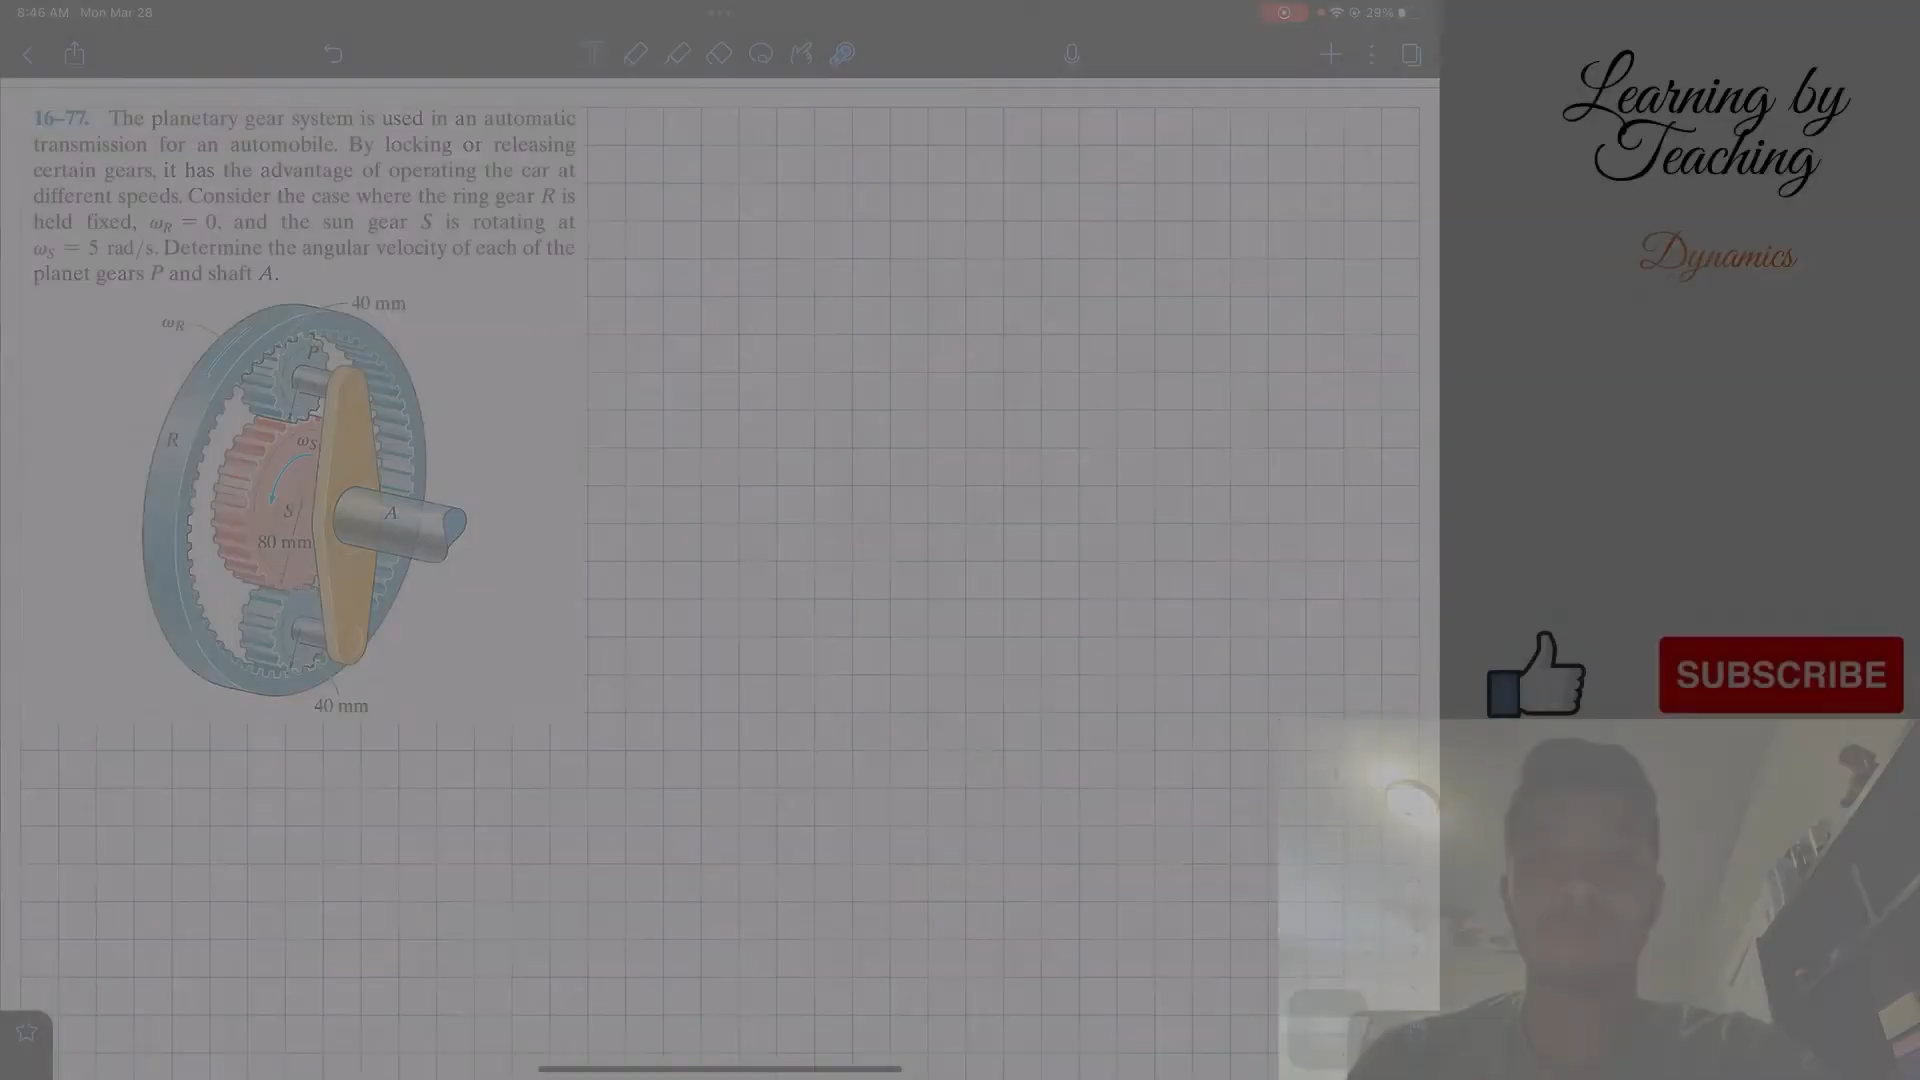 8:46 AM Mon Mar 28
29%
16–77. The planetary gear system is used in an automatic
transmission for an automobile. By locking or releasing
certain gears, it has the advantage of operating the car at
different speeds. Consider the case where the ring gear R is
held fixed, ωR = 0, and the sun gear S is rotating at
ωS = 5 rad/s. Determine the angular velocity of each of the
planet gears P and shaft A.
40 mm
ωR
P
R
ωS
S
A
80 mm
40 mm
Learning by
Teaching
Dynamics
SUBSCRIBE